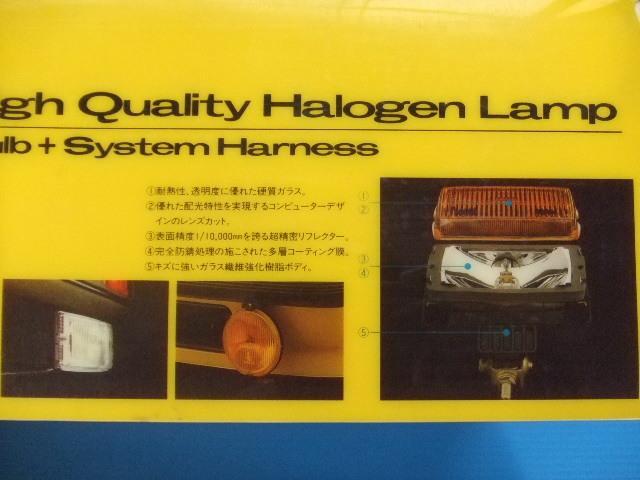 gh Quality Halogen Lamp
ulb + System Harness
①耐熱性、透明度に優れた硬質ガラス。
②優れた配光特性を実現するコンピューターデザ
インのレンズカット。
③表面精度1/10,000mmを誇る超精密リフレクター。
④完全防錆処理の施こされた多層コーティング膜。
⑤キズに強いガラス繊維強化樹脂ボディ。
①
②
③
④
⑤